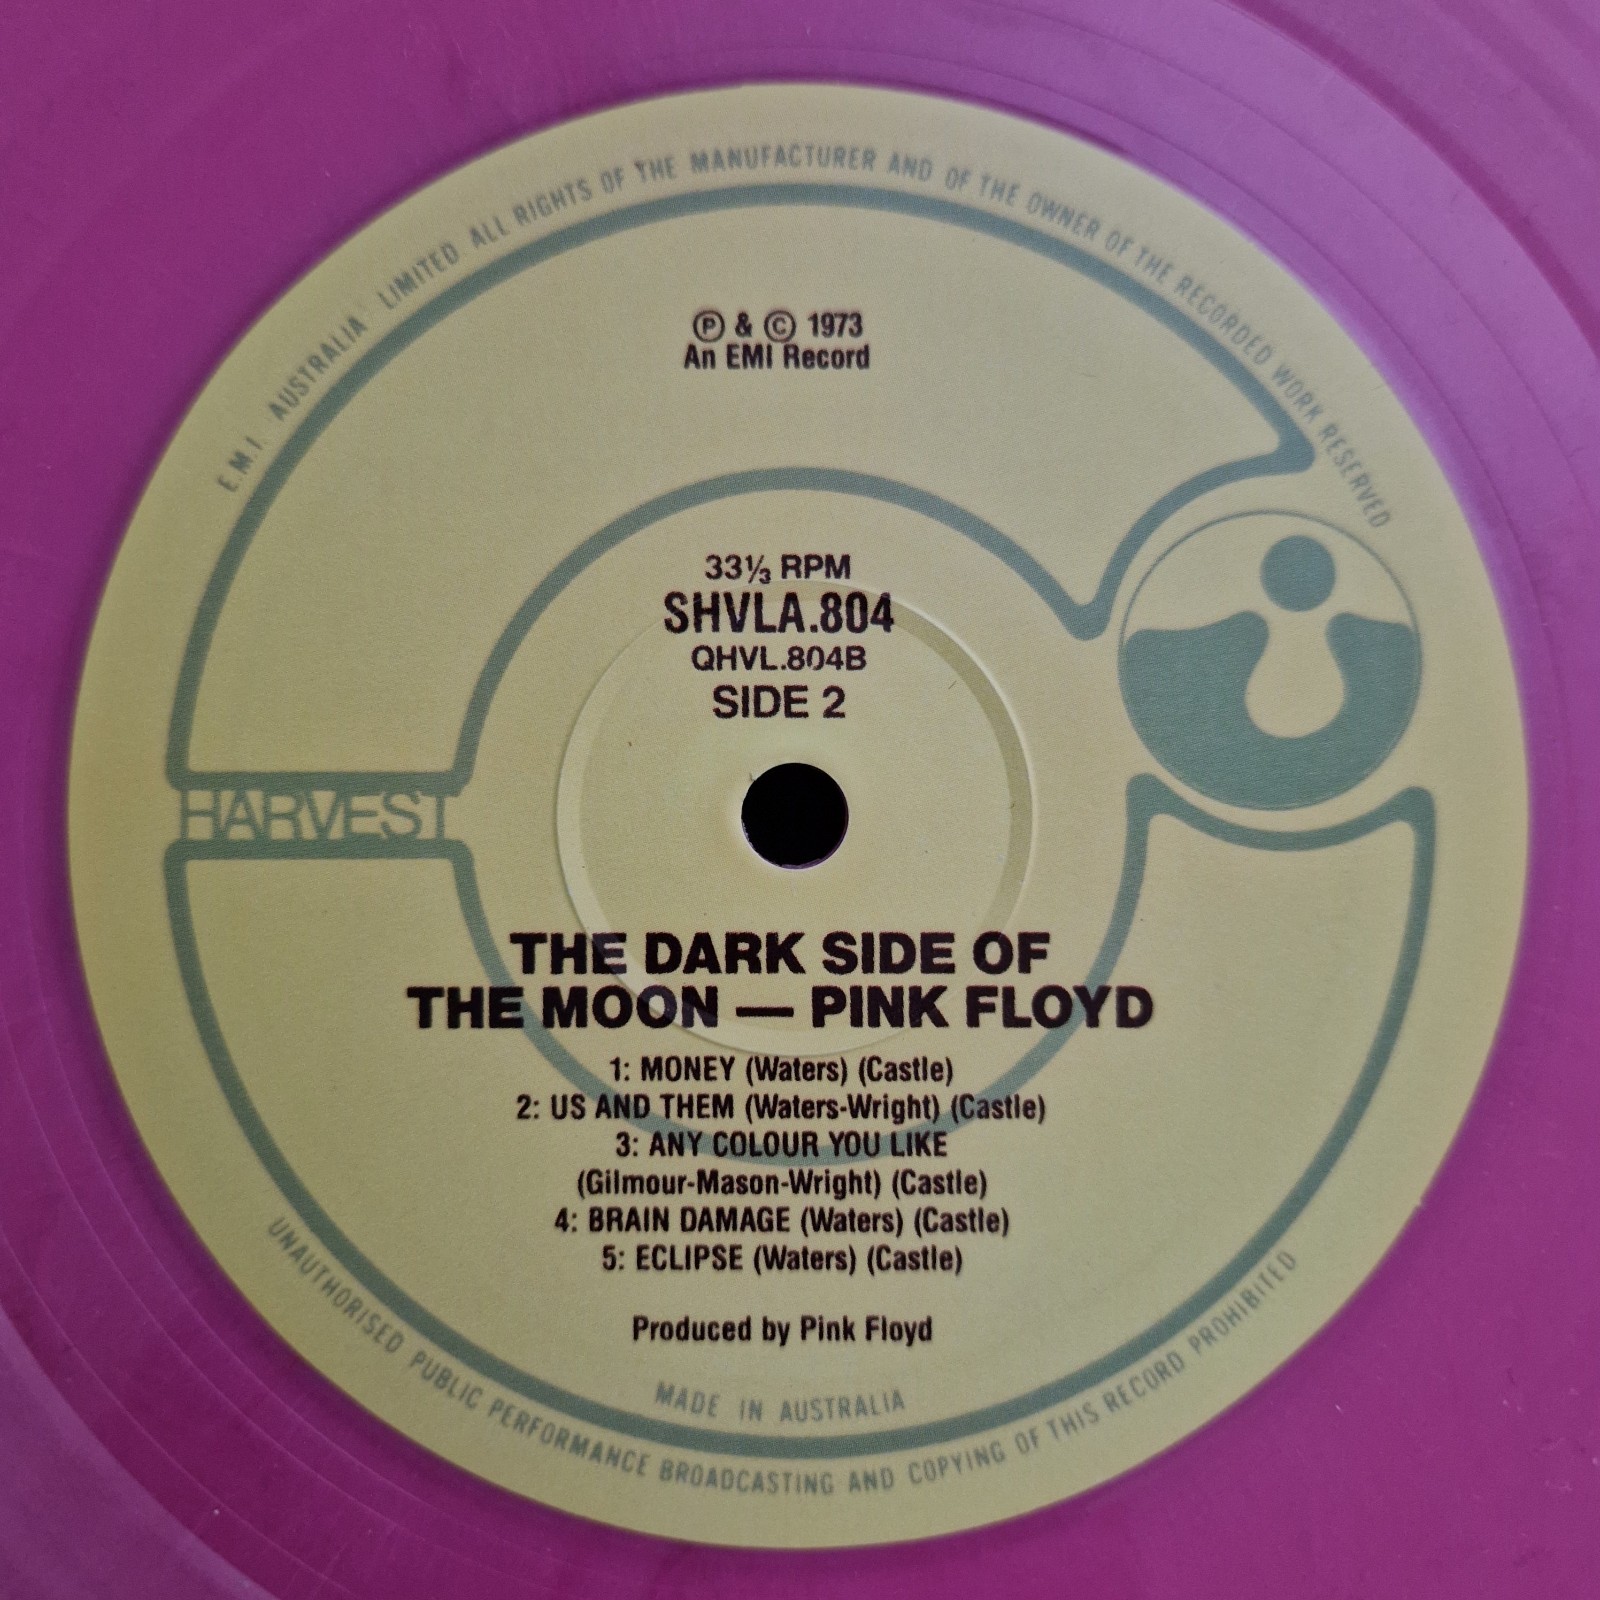 E.M.I. AUSTRALIA LIMITED ALL RIGHTS OF THE MANUFACTURER AND OF THE OWNER OF THE RECORDED WORK RESERVED
Ⓟ & © 1973
An EMI Record
33⅓ RPM
SHVLA.804
QHVL.804B
SIDE 2
HARVEST
THE DARK SIDE OF
THE MOON — PINK FLOYD
1: MONEY (Waters) (Castle)
2: US AND THEM (Waters-Wright) (Castle)
3: ANY COLOUR YOU LIKE
(Gilmour-Mason-Wright) (Castle)
4: BRAIN DAMAGE (Waters) (Castle)
5: ECLIPSE (Waters) (Castle)
Produced by Pink Floyd
MADE IN AUSTRALIA
UNAUTHORISED PUBLIC PERFORMANCE BROADCASTING AND COPYING OF THIS RECORD PROHIBITED